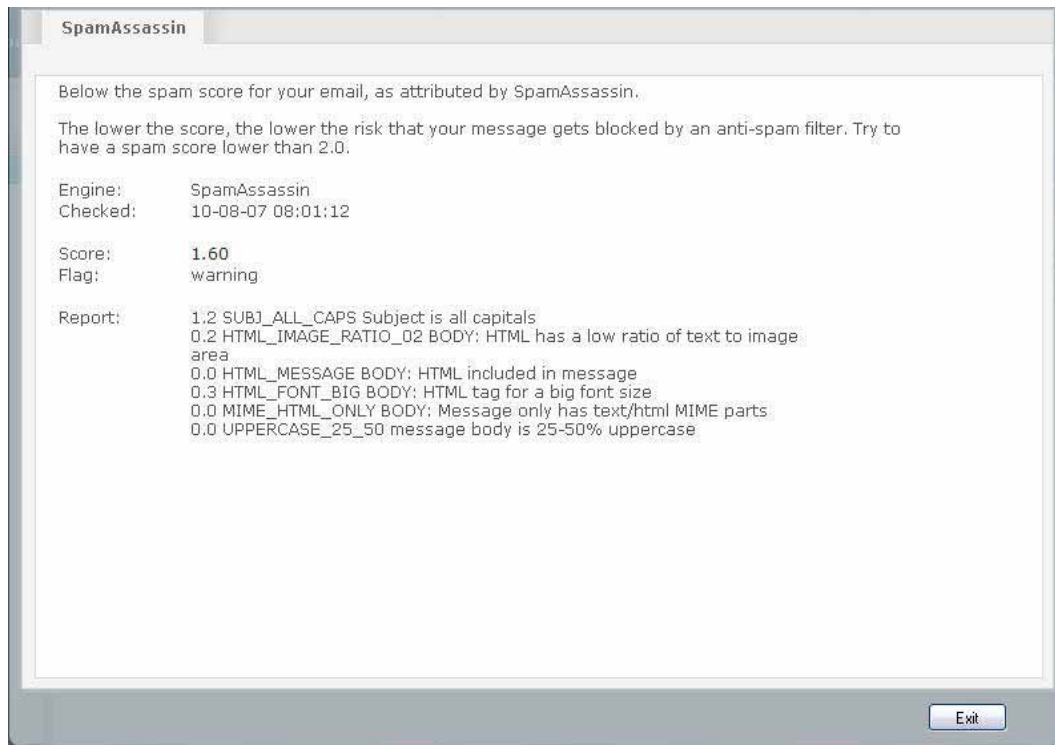 SpamAssassin
Below the spam score for your email, as attributed by SpamAssassin.
The lower the score, the lower the risk that your message gets blocked by an anti-spam filter. Try to
have a spam score lower than 2.0.
Engine: SpamAssassin
Checked: 10-08-07 08:01:12
Score: 1.60
Flag: warning
Report: 1.2 SUBJ_ALL_CAPS Subject is all capitals
0.2 HTML_IMAGE_RATIO_02 BODY: HTML has a low ratio of text to image
area
0.0 HTML_MESSAGE BODY: HTML included in message
0.3 HTML_FONT_BIG BODY: HTML tag for a big font size
0.0 MIME_HTML_ONLY BODY: Message only has text/html MIME parts
0.0 UPPERCASE_25_50 message body is 25-50% uppercase
Exit